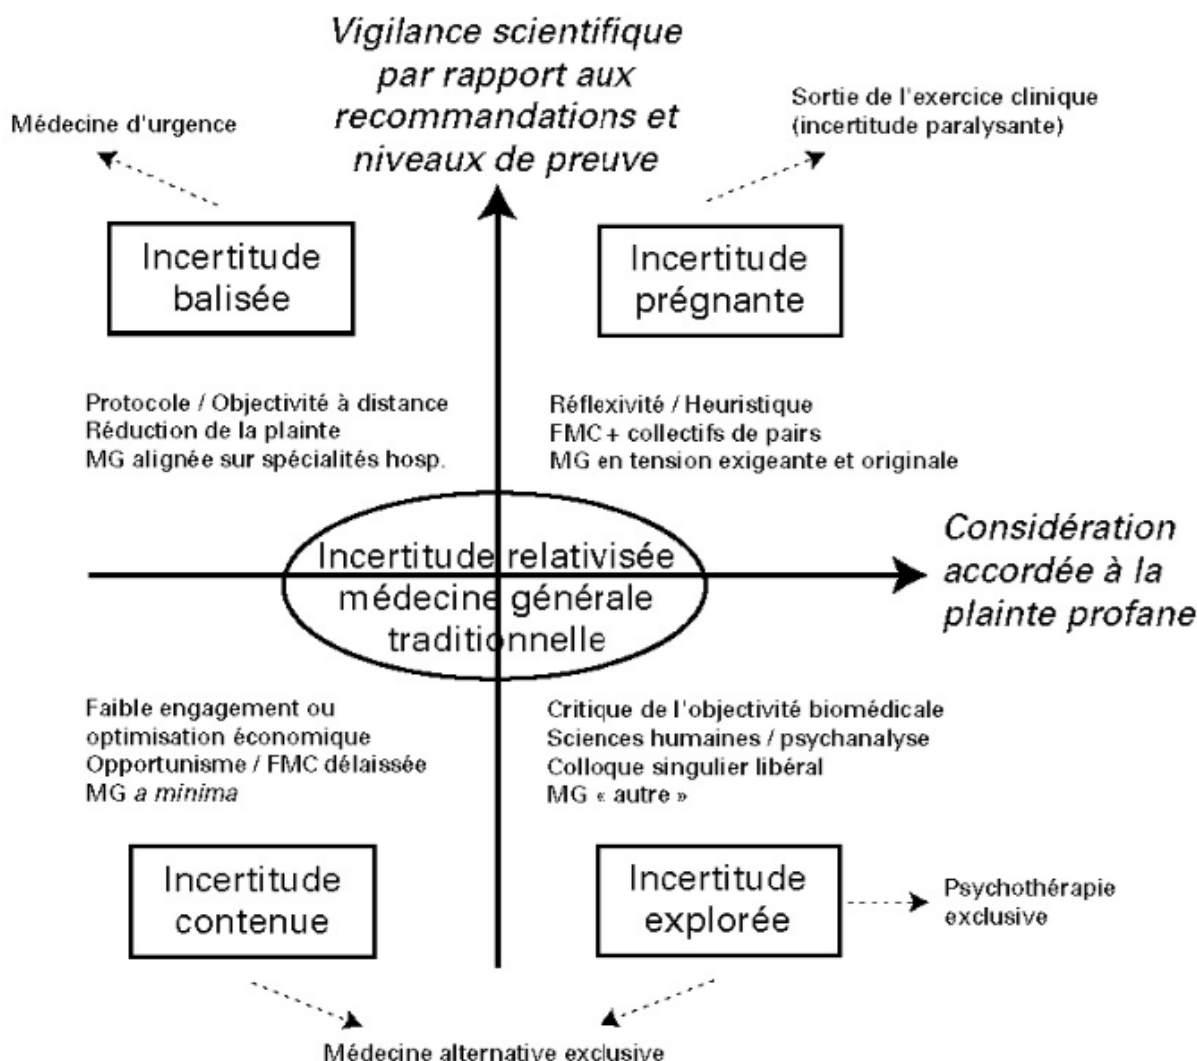 Vigilance scientifique
par rapport aux
recommandations et
niveaux de preuve
Médecine d'urgence
Sortie de l'exercice clinique
(incertitude paralysante)
Incertitude
balisée
Incertitude
prégnante
Protocole / Objectivité à distance
Réduction de la plainte
MG alignée sur spécialités hosp.
Réflexivité / Heuristique
FMC + collectifs de pairs
MG en tension exigeante et originale
Incertitude relativisée
médecine générale
traditionnelle
Considération
accordée à la
plainte profane
Faible engagement ou
optimisation économique
Opportunisme / FMC délaissée
MG a minima
Critique de l'objectivité biomédicale
Sciences humaines / psychanalyse
Colloque singulier libéral
MG « autre »
Incertitude
contenue
Incertitude
explorée
Psychothérapie
exclusive
Médecine alternative exclusive